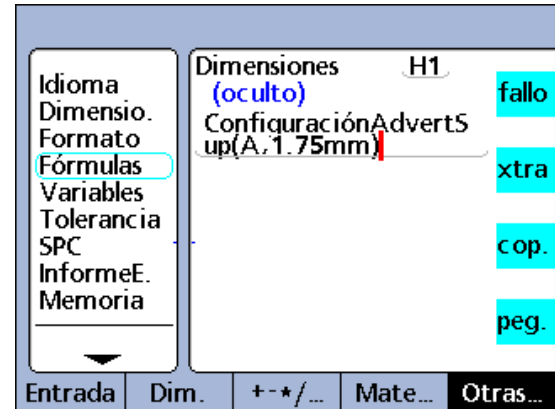 Idioma
Dimensio.
Formato
Fórmulas
Variables
Tolerancia
SPC
InformeE.
Memoria
Dimensiones H1
(oculto)
ConfiguraciónAdvertS
up(A,1.75mm)
fallo
xtra
cop.
peg.
Entrada Dim. +-*/... Mate... Otras...